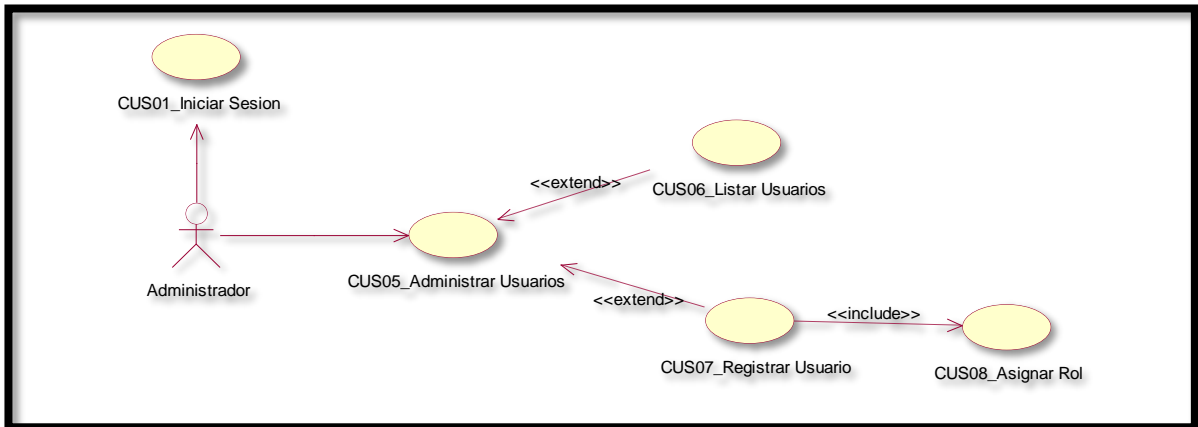 CUS01_Iniciar Sesion
<<extend>>
CUS06_Listar Usuarios
CUS05_Administrar Usuarios
Administrador
<<extend>>
<<include>>
CUS07_Registrar Usuario
CUS08_Asignar Rol